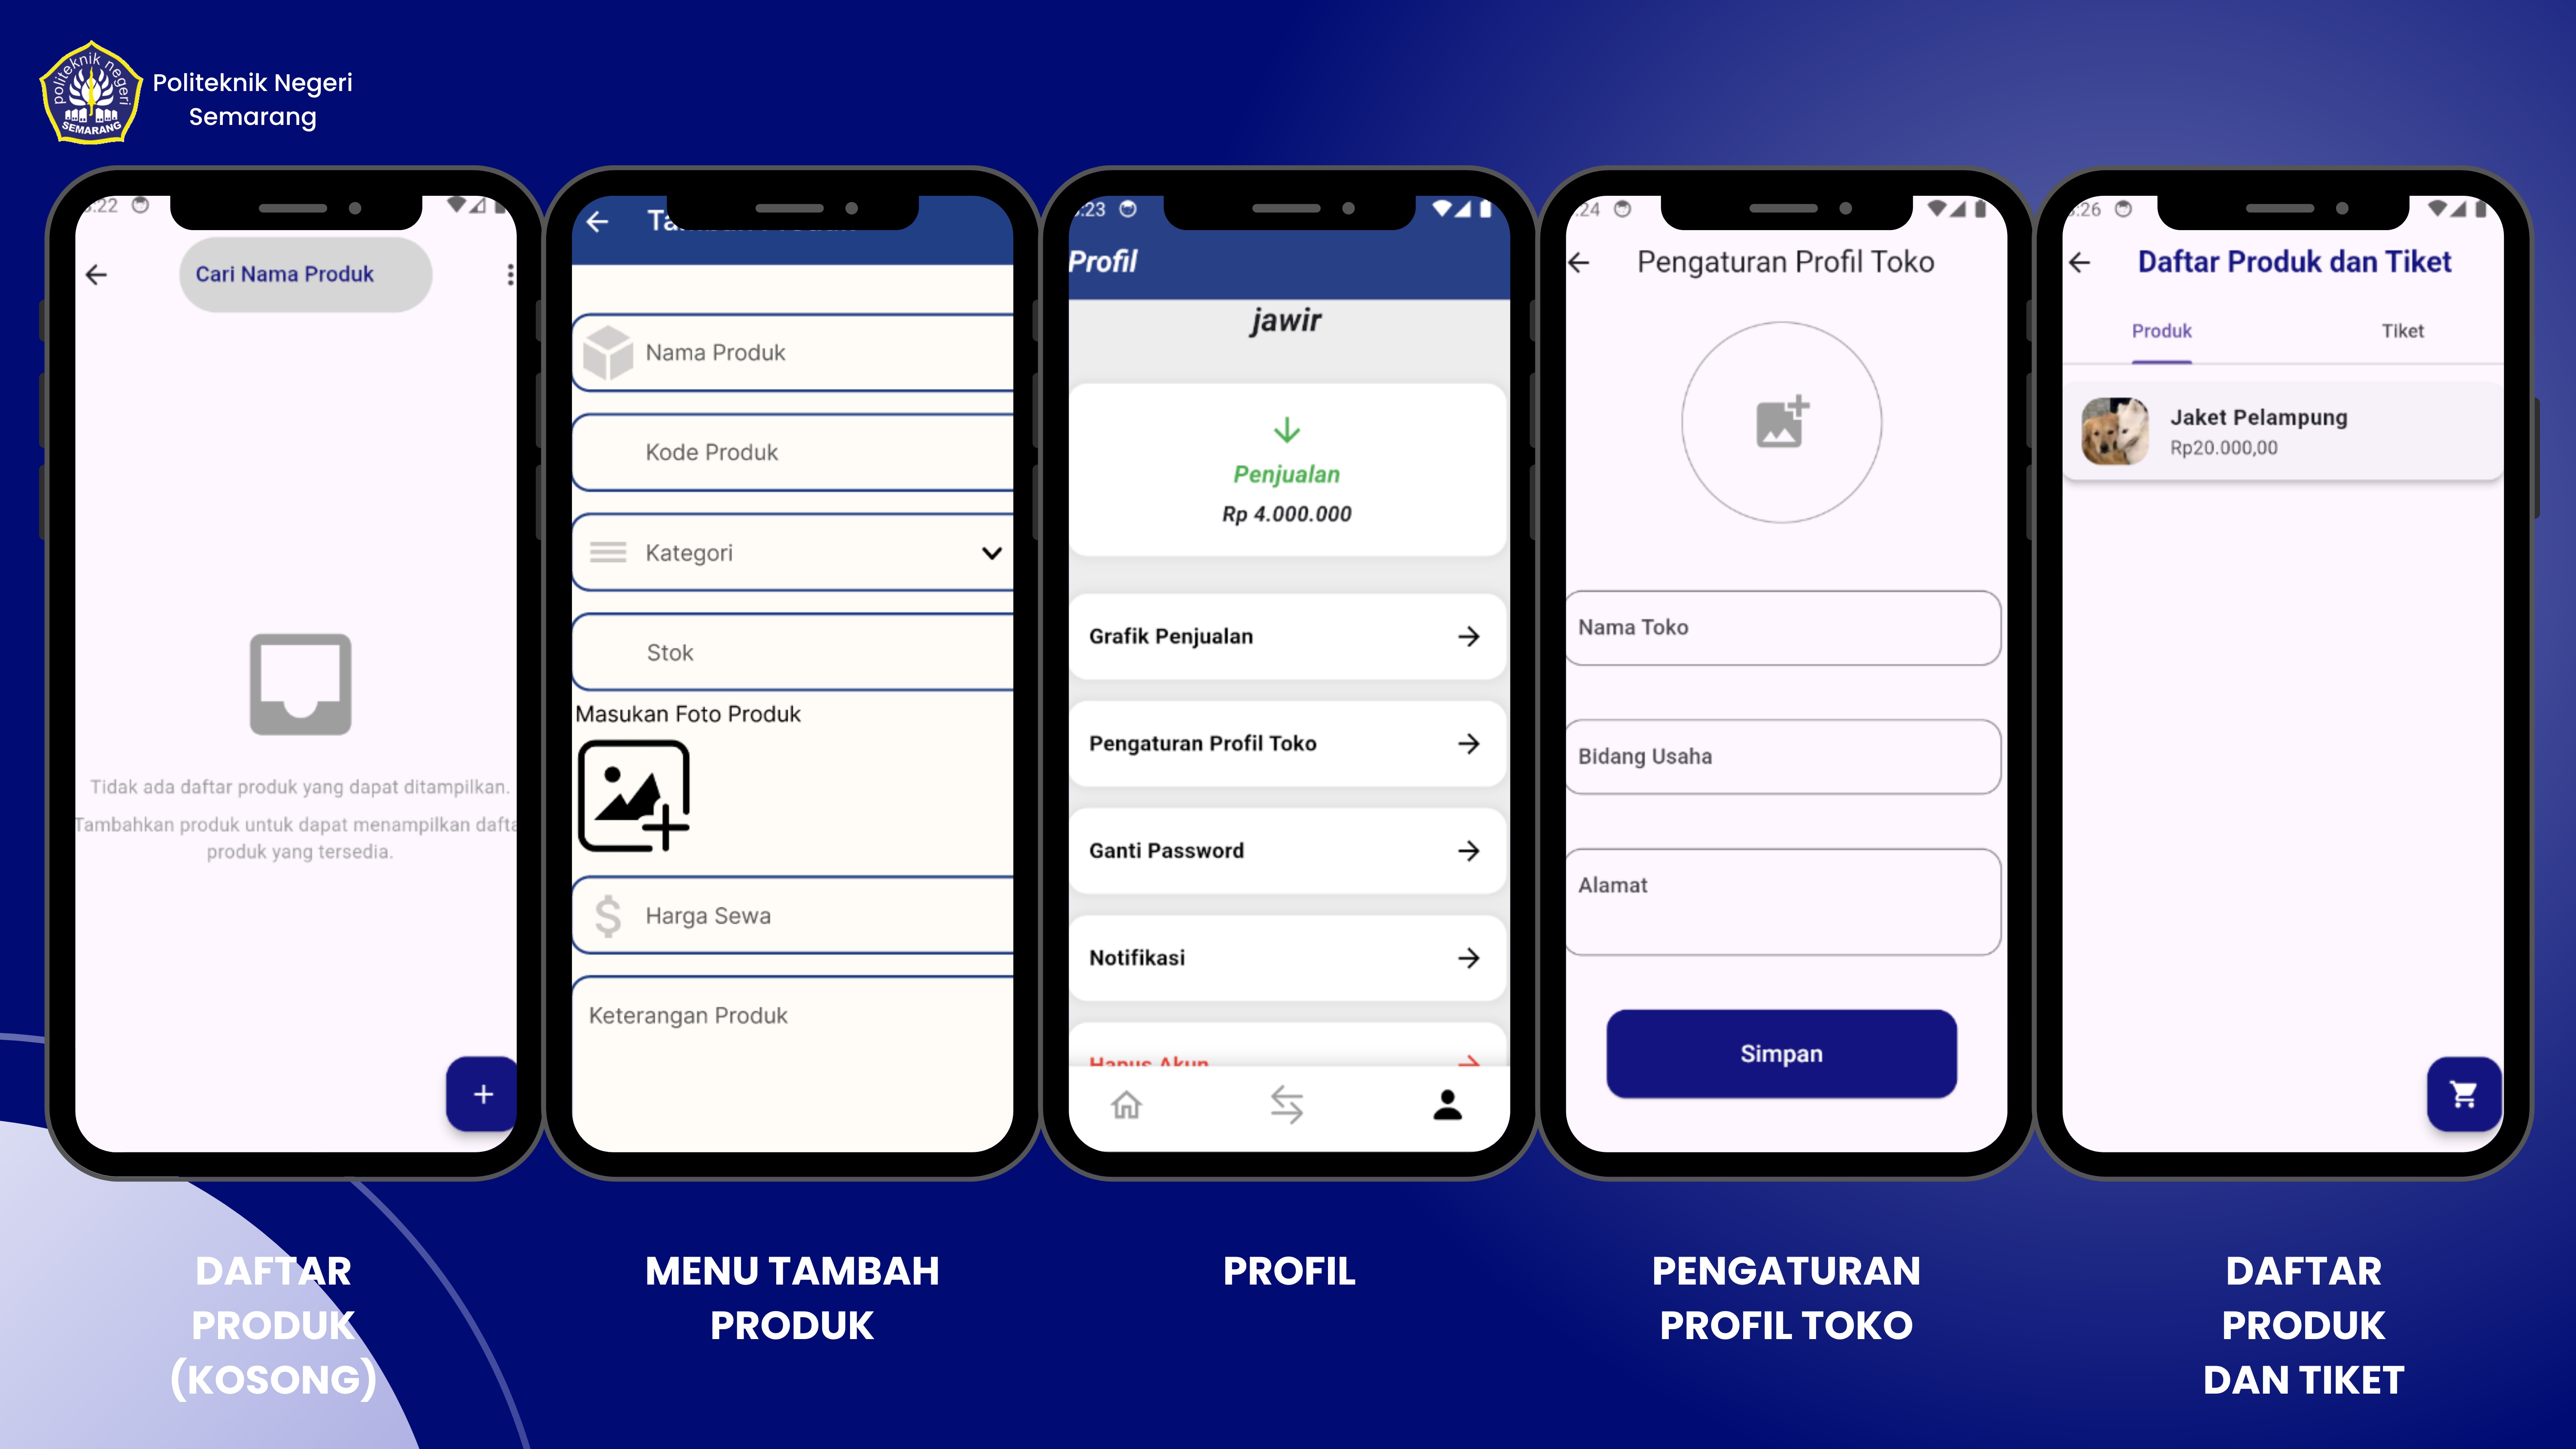 politeknik negeri
SEMARANG
Politeknik Negeri
Semarang
:22
Cari Nama Produk
Tidak ada daftar produk yang dapat ditampilkan.
Tambahkan produk untuk dapat menampilkan dafta
produk yang tersedia.
+
DAFTAR
PRODUK
(KOSONG)
Nama Produk
Kode Produk
Kategori
Stok
Masukan Foto Produk
$ Harga Sewa
Keterangan Produk
MENU TAMBAH
PRODUK
:23
Profil
jawir
Penjualan
Rp 4.000.000
Grafik Penjualan
Pengaturan Profil Toko
Ganti Password
Notifikasi
Hapus Akun
PROFIL
:24
Pengaturan Profil Toko
Nama Toko
Bidang Usaha
Alamat
Simpan
PENGATURAN
PROFIL TOKO
:26
Daftar Produk dan Tiket
Produk Tiket
Jaket Pelampung
Rp20.000,00
DAFTAR
PRODUK
DAN TIKET